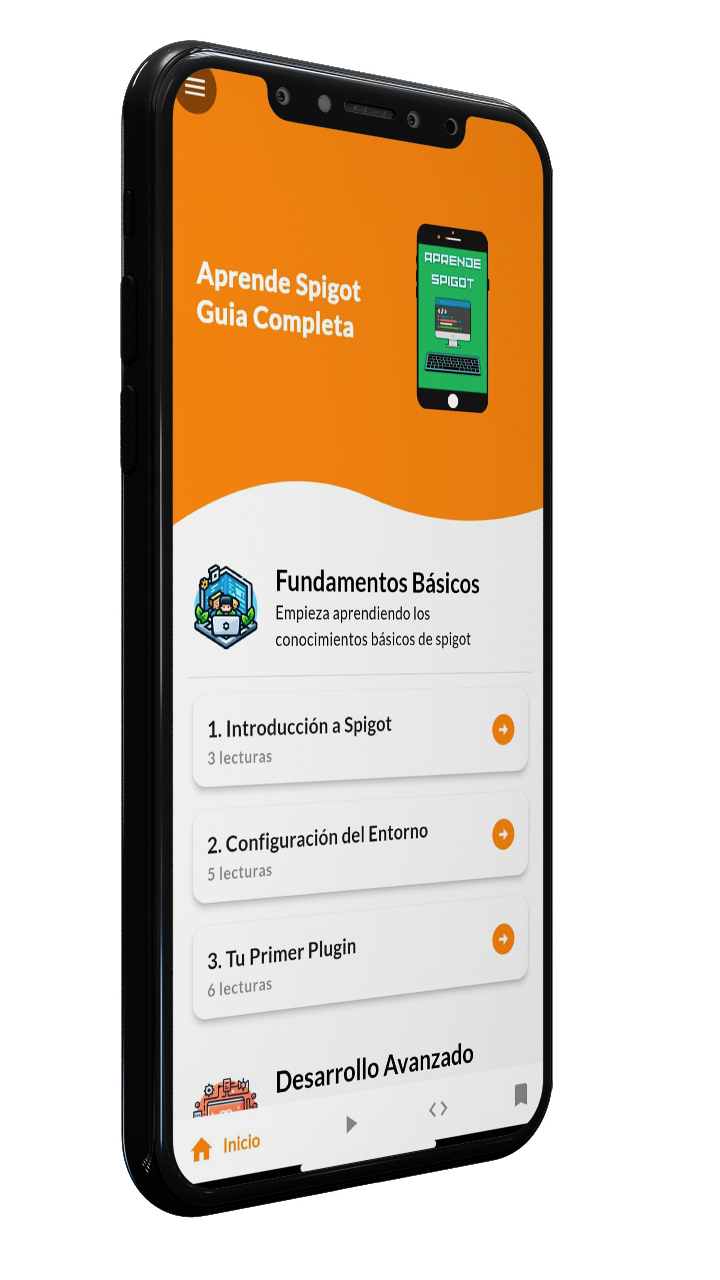 Aprende Spigot
Guia Completa
APRENDE
SPIGOT
</>
Fundamentos Básicos
Empieza aprendiendo los
conocimientos básicos de spigot
1. Introducción a Spigot
3 lecturas
2. Configuración del Entorno
5 lecturas
3. Tu Primer Plugin
6 lecturas
Desarrollo Avanzado
Inicio